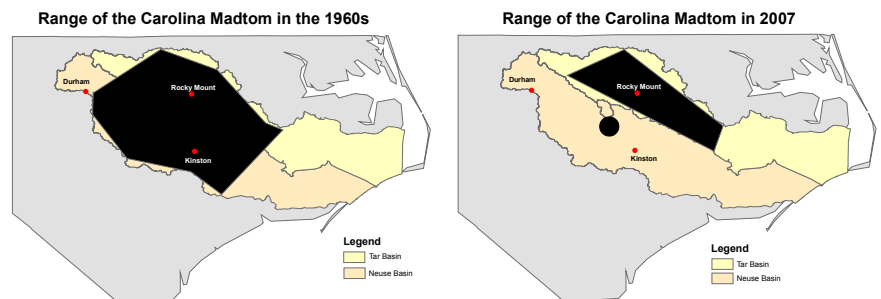 Range of the Carolina Madtom in the 1960s
Durham
Rocky Mount
Kinston
Legend
Tar Basin
Neuse Basin
Range of the Carolina Madtom in 2007
Durham
Rocky Mount
Kinston
Legend
Tar Basin
Neuse Basin